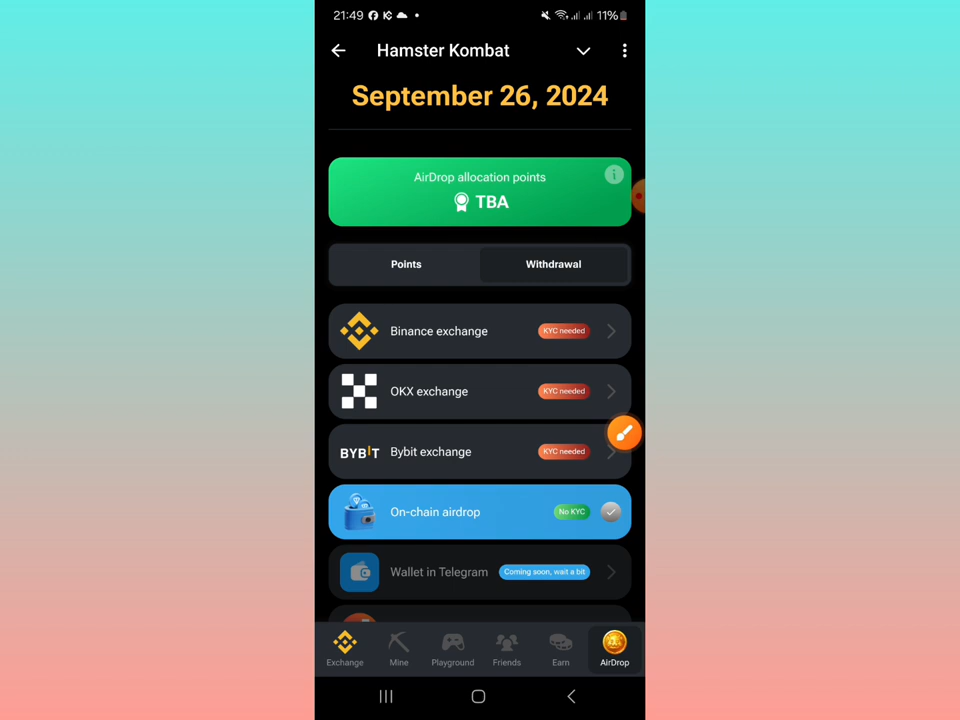 21:49
11%
Hamster Kombat
September 26, 2024
AirDrop allocation points
TBA
Points
Withdrawal
Binance exchange
KYC needed
OKX exchange
KYC needed
BYBIT
Bybit exchange
KYC needed
On-chain airdrop
No KYC
Wallet in Telegram
Coming soon, wait a bit
Exchange
Mine
Playground
Friends
Earn
AirDrop